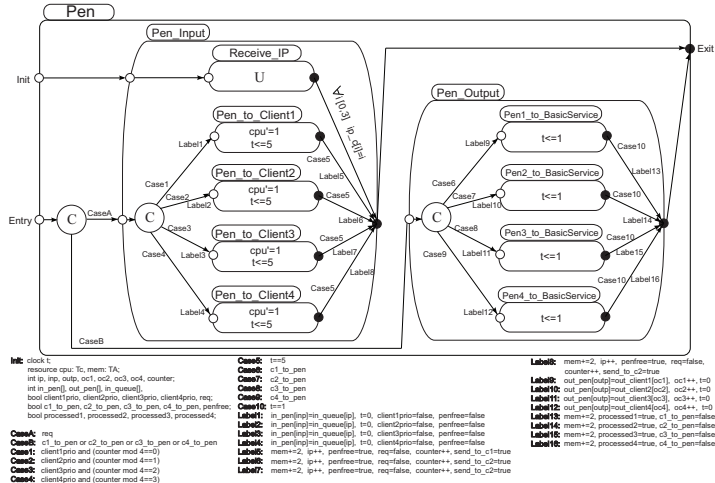 Pen
Pen_Input
Receive_IP
U
Init
Exit
∀ i:[0,3] ip_c[i]=i
Pen_Output
Pen_to_Client1
cpu'=1
t<=5
Label1
Case1
Case5
Label5
Pen_to_Client2
cpu'=1
t<=5
Case2
Label2
Case5
Label6
Entry
C
CaseA
C
Case3
Label3
Pen_to_Client3
cpu'=1
t<=5
Case5
Label7
Case4
Label4
Pen_to_Client4
cpu'=1
t<=5
Case5
Label8
CaseB
Pen1_to_BasicService
t<=1
Label9
Case6
Case10
Label13
Pen2_to_BasicService
t<=1
Case7
Label10
Case10
Label14
C
Case8
Label11
Pen3_to_BasicService
t<=1
Case10
Label15
Case9
Label12
Pen4_to_BasicService
t<=1
Case10
Label16
Init: clock t;
resource cpu: Tc, mem: TA;
int ip, inp, outp, oc1, oc2, oc3, oc4, counter;
int in_pen[], out_pen[], in_queue[],
bool client1prio, client2prio, client3prio, client4prio, req;
bool c1_to_pen, c2_to_pen, c3_to_pen, c4_to_pen, penfree;
bool processed1, processed2, processed3, processed4;
CaseA: req
CaseB: c1_to_pen or c2_to_pen or c3_to_pen or c4_to_pen
Case1: client1prio and (counter mod 4==0)
Case2: client2prio and (counter mod 4==1)
Case3: client3prio and (counter mod 4==2)
Case4: client4prio and (counter mod 4==3)
Case5: t==5
Case6: c1_to_pen
Case7: c2_to_pen
Case8: c3_to_pen
Case9: c4_to_pen
Case10: t==1
Label1: in_pen[inp]=in_queue[ip], t=0, client1prio=false, penfree=false
Label2: in_pen[inp]=in_queue[ip], t=0, client2prio=false, penfree=false
Label3: in_pen[inp]=in_queue[ip], t=0, client3prio=false, penfree=false
Label4: in_pen[inp]=in_queue[ip], t=0, client4prio=false, penfree=false
Label5: mem+=2, ip++, penfree=true, req=false, counter++, send_to_c1=true
Label6: mem+=2, ip++, penfree=true, req=false, counter++, send_to_c2=true
Label7: mem+=2, ip++, penfree=true, req=false, counter++, send_to_c2=true
Label8: mem+=2, ip++, penfree=true, req=false,
counter++, send_to_c2=true
Label9: out_pen[outp]=out_client1[oc1], oc1++, t=0
Label10: out_pen[outp]=out_client2[oc2], oc2++, t=0
Label11: out_pen[outp]=out_client3[oc3], oc3++, t=0
Label12: out_pen[outp]=out_client4[oc4], oc4++, t=0
Label13: mem+=2, processed1=true, c1_to_pen=false
Label14: mem+=2, processed2=true, c2_to_pen=false
Label15: mem+=2, processed3=true, c3_to_pen=false
Label16: mem+=2, processed4=true, c4_to_pen=false